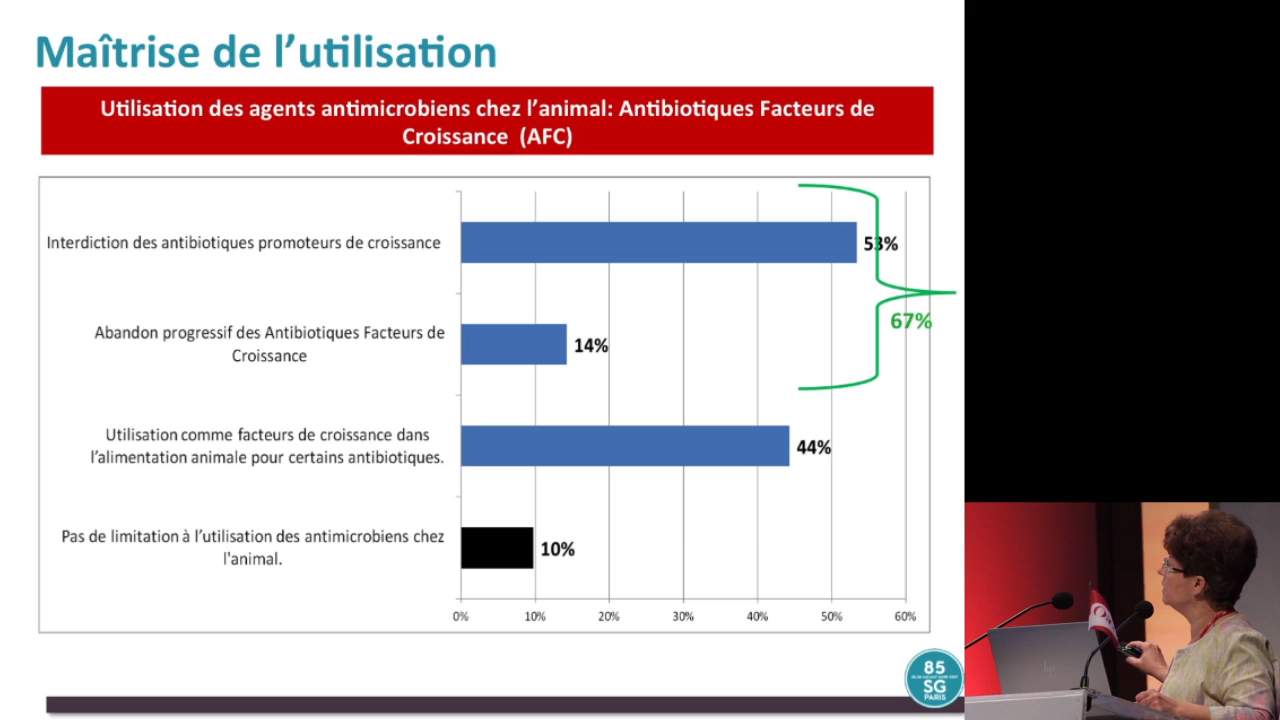 Maîtrise de l'utilisation
Utilisation des agents antimicrobiens chez l'animal: Antibiotiques Facteurs de
Croissance (AFC)
Interdiction des antibiotiques promoteurs de croissance
53%
Abandon progressif des Antibiotiques Facteurs de
Croissance
14%
67%
Utilisation comme facteurs de croissance dans
l'alimentation animale pour certains antibiotiques.
44%
Pas de limitation à l'utilisation des antimicrobiens chez
l'animal.
10%
0% 10% 20% 30% 40% 50% 60%
85
SG
PARIS